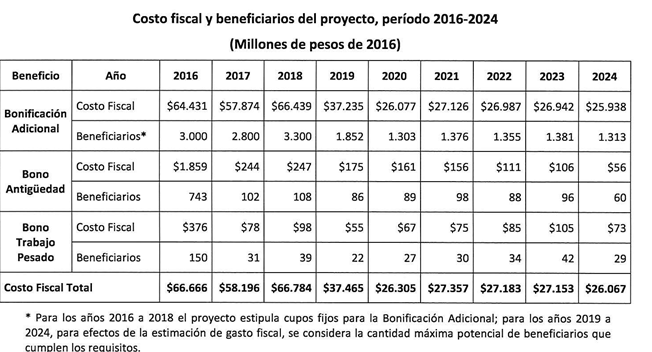 Costo fiscal y beneficiarios del proyecto, período 2016-2024
(Millones de pesos de 2016)
Beneficio Año 2016 2017 2018 2019 2020 2021 2022 2023 2024
Bonificación Adicional Costo Fiscal $64.431 $57.874 $66.439 $37.235 $26.077 $27.126 $26.987 $26.942 $25.938
Beneficiarios* 3.000 2.800 3.300 1.852 1.303 1.376 1.355 1.381 1.313
Bono Antigüedad Costo Fiscal $1.859 $244 $247 $175 $161 $156 $111 $106 $56
Beneficiarios 743 102 108 86 89 98 88 96 60
Bono Trabajo Pesado Costo Fiscal $376 $78 $98 $55 $67 $75 $85 $105 $73
Beneficiarios 150 31 39 22 27 30 34 42 29
Costo Fiscal Total $66.666 $58.196 $66.784 $37.465 $26.305 $27.357 $27.183 $27.153 $26.067
* Para los años 2016 a 2018 el proyecto estipula cupos fijos para la Bonificación Adicional; para los años 2019 a
2024, para efectos de la estimación de gasto fiscal, se considera la cantidad máxima potencial de beneficiarios que
cumplen los requisitos.